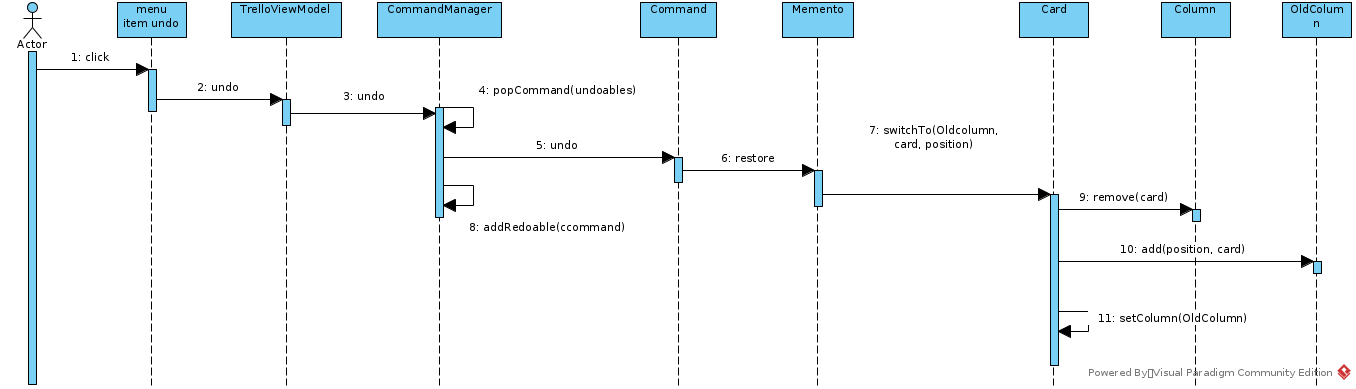 menu
item undo
TrelloViewModel
CommandManager
Command
Memento
Card
Column
OldColum
n
Actor
1: click
2: undo
3: undo
4: popCommand(undoables)
5: undo
6: restore
7: switchTo(Oldcolumn,
card, position)
8: addRedoable(ccommand)
9: remove(card)
10: add(position, card)
11: setColumn(OldColumn)
Powered By▯Visual Paradigm Community Edition